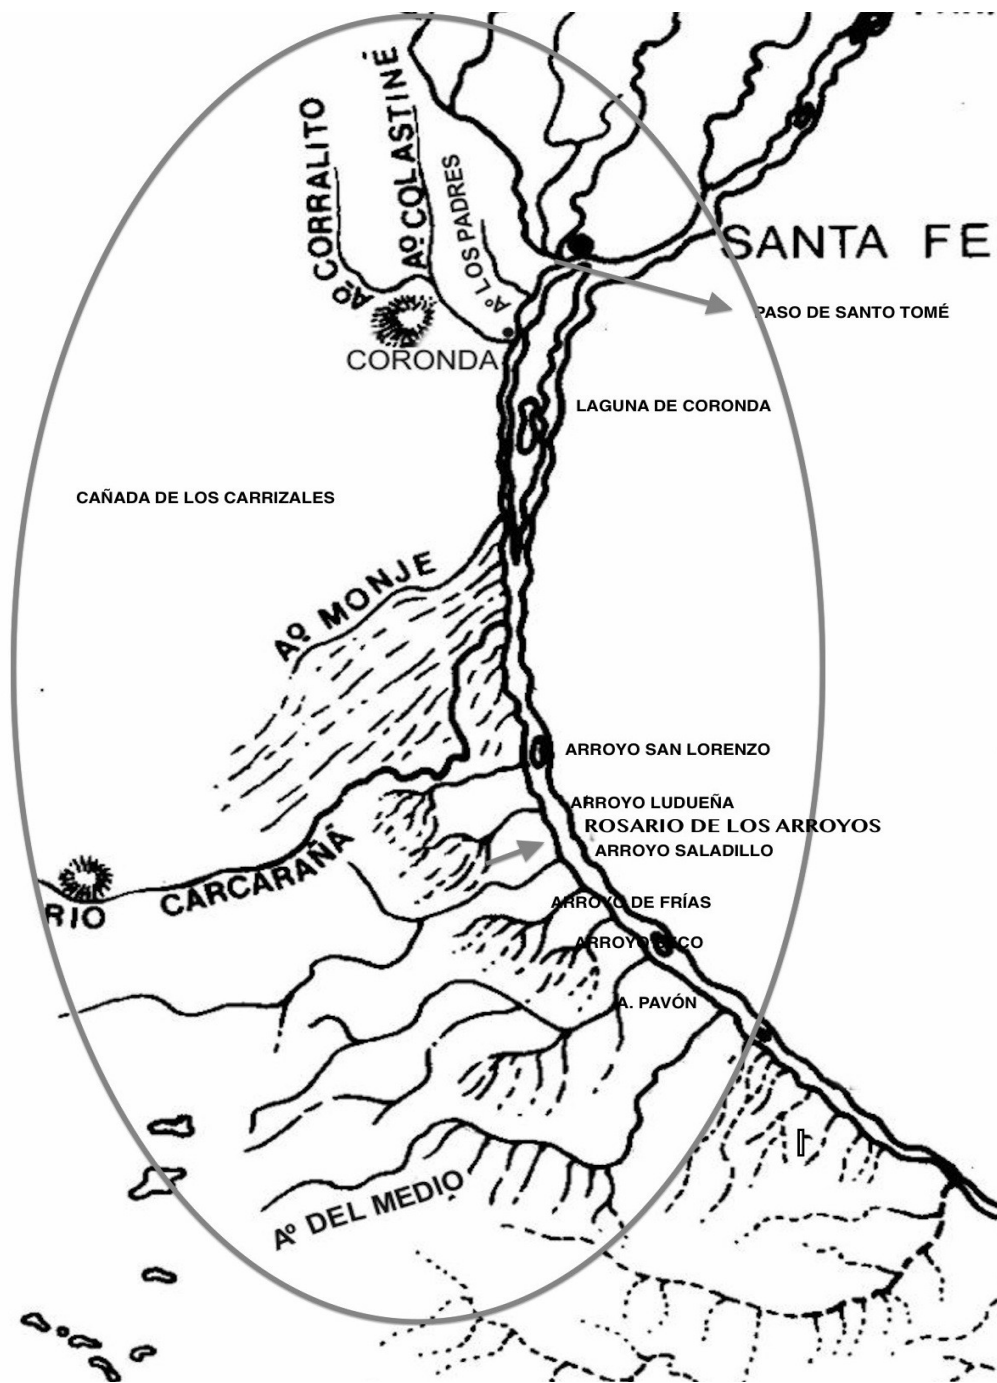 Aº CORRALITO
Aº COLASTINÉ
Aº LOS PADRES
SANTA FE
PASO DE SANTO TOMÉ
CORONDA
LAGUNA DE CORONDA
CAÑADA DE LOS CARRIZALES
Aº MONJE
ARROYO SAN LORENZO
ARROYO LUDUEÑA
ROSARIO DE LOS ARROYOS
ARROYO SALADILLO
RIO CARCARAÑÁ
ARROYO DE FRÍAS
ARROYO
A. PAVÓN
Aº DEL MEDIO